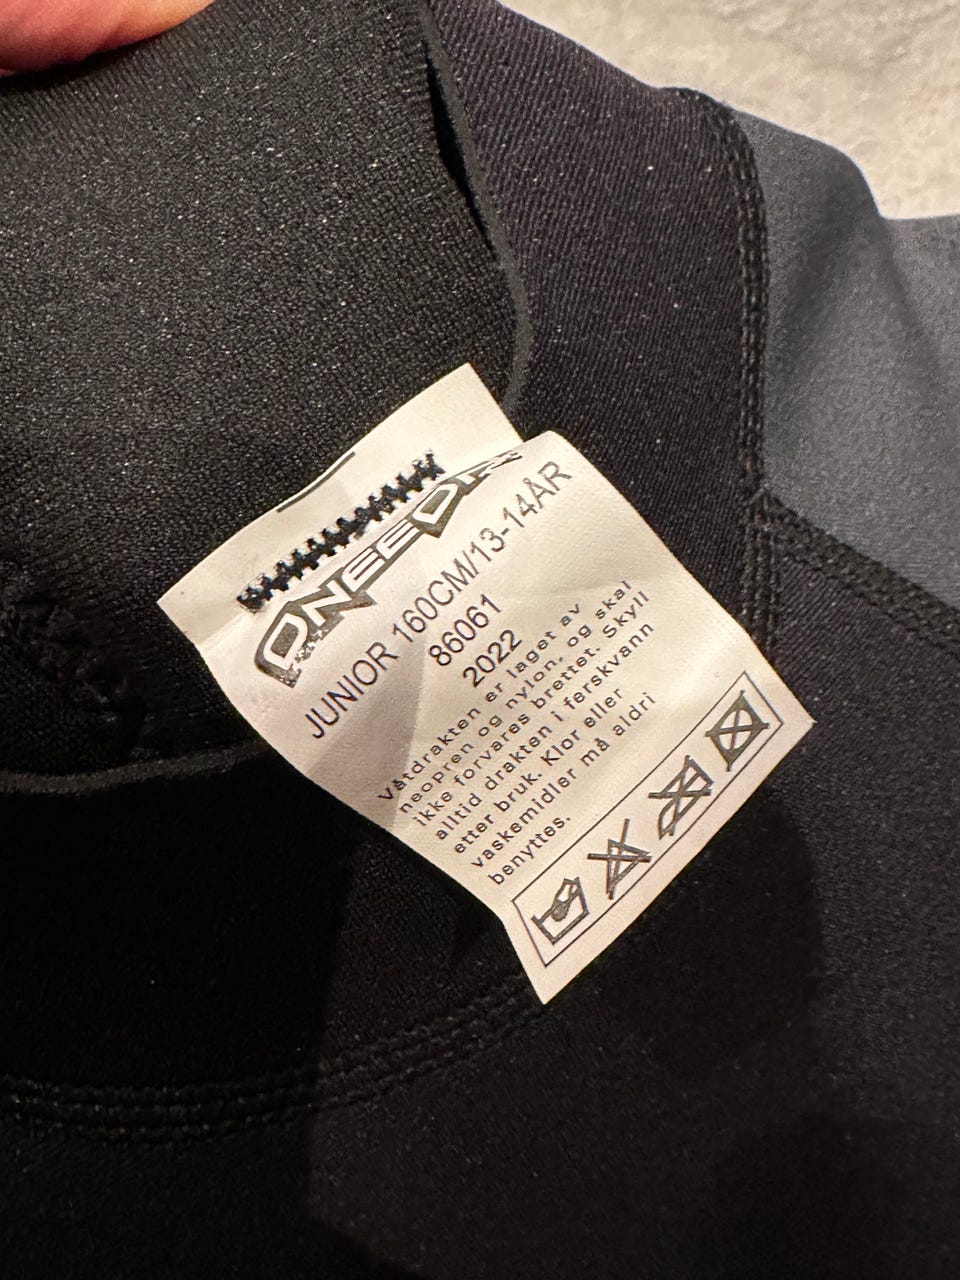 JUNIOR 160CM/13-14ÅR
86061
2022
Våtdrakten er laget av
neopren og nylon, og skal
ikke forvares brettet. Skyll
alltid drakten i ferskvann
etter bruk. Klor eller
vaskemidler må aldri
benyttes.